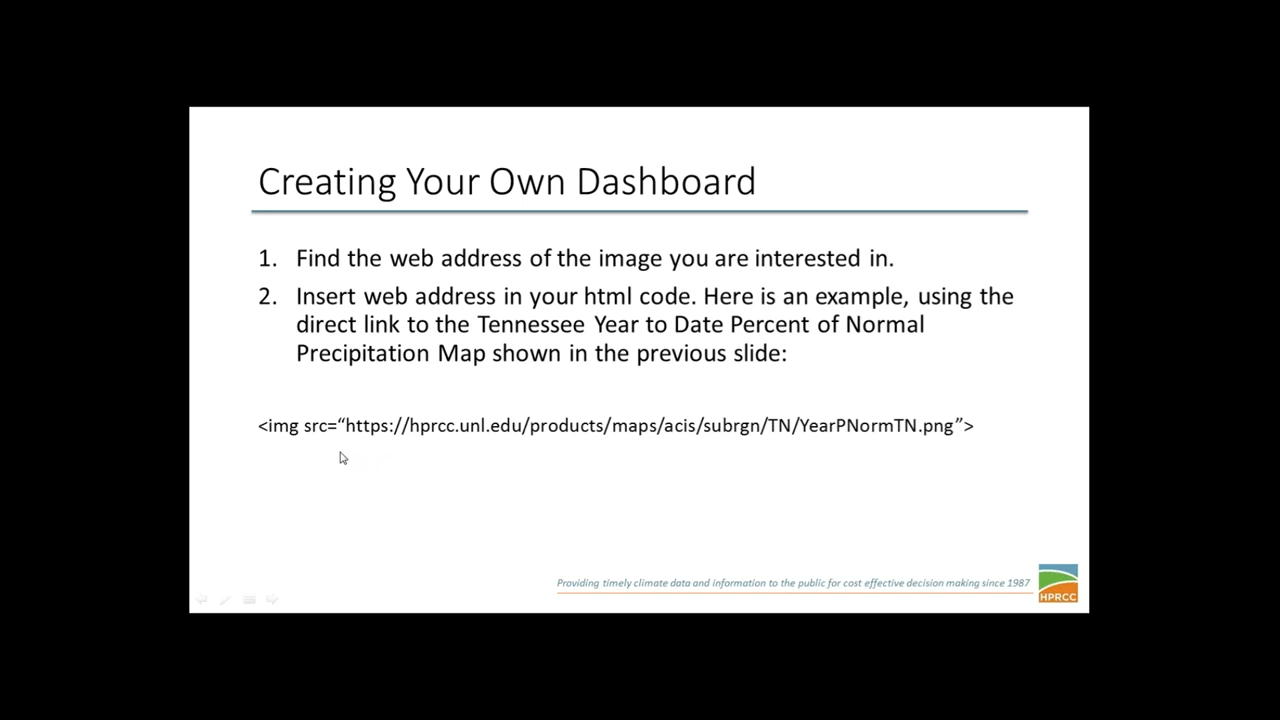 Creating Your Own Dashboard
1. Find the web address of the image you are interested in.
2. Insert web address in your html code. Here is an example, using the
direct link to the Tennessee Year to Date Percent of Normal
Precipitation Map shown in the previous slide:
<img src=“https://hprcc.unl.edu/products/maps/acis/subrgn/TN/YearPNormTN.png”>
Providing timely climate data and information to the public for cost effective decision making since 1987
HPRCC